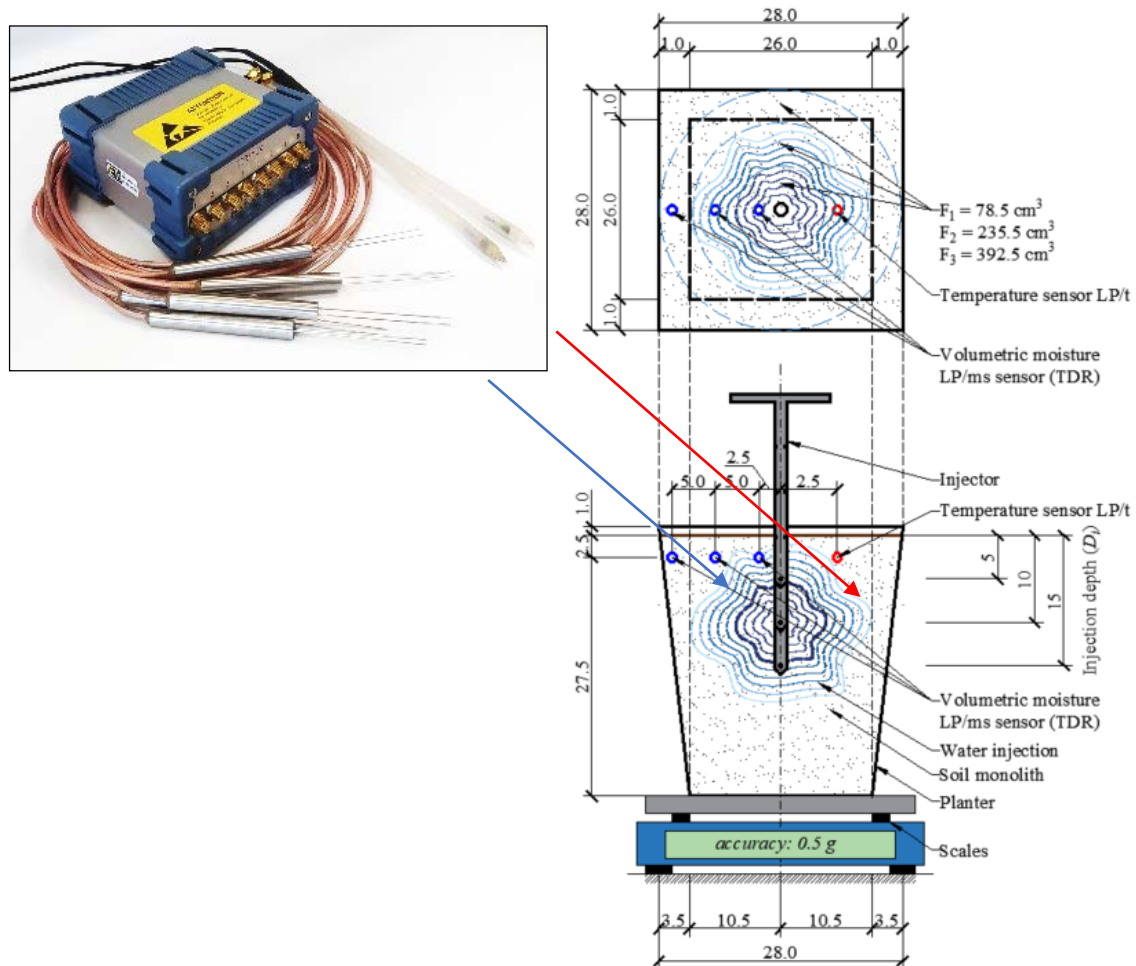 28.0
1.0 26.0 1.0
ATTENTION
1.0
28.0
26.0
1.0
F1 = 78.5 cm3
F2 = 235.5 cm3
F3 = 392.5 cm3
Temperature sensor LP/t
Volumetric moisture
LP/ms sensor (TDR)
2.5
Injector
5.0 5.0 2.5
Temperature sensor LP/t
1.0
2.5
27.5
5
10
15
Injection depth (Di)
Volumetric moisture
LP/ms sensor (TDR)
Water injection
Soil monolith
Planter
accuracy: 0.5 g
Scales
3.5 10.5 10.5 3.5
28.0